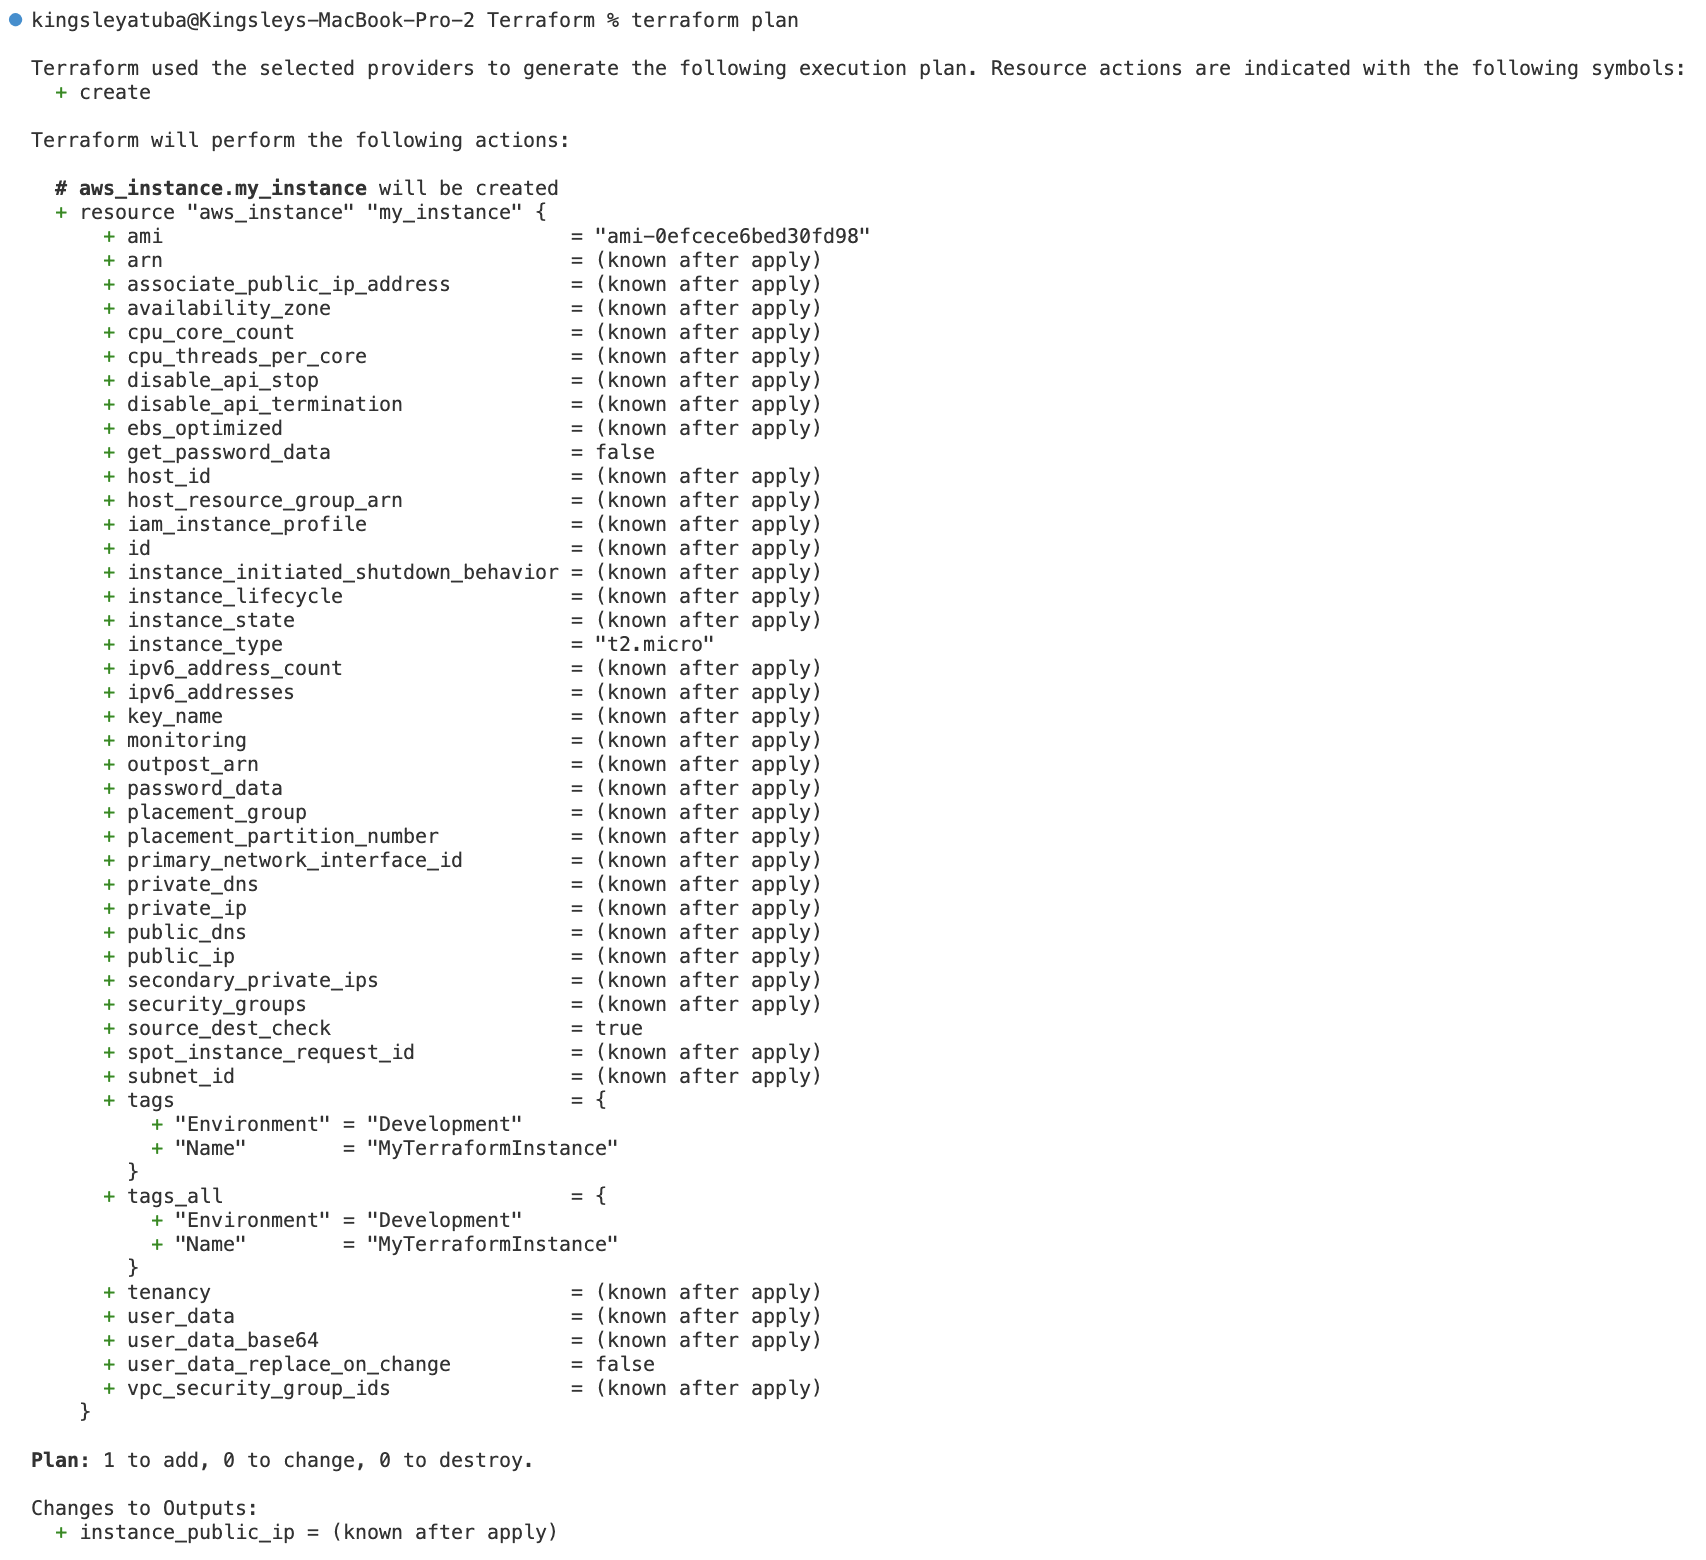 kingsleyatuba@Kingsleys-MacBook-Pro-2 Terraform % terraform plan
Terraform used the selected providers to generate the following execution plan. Resource actions are indicated with the following symbols:
+ create
Terraform will perform the following actions:
# aws_instance.my_instance will be created
+ resource "aws_instance" "my_instance" {
+ ami = "ami-0efcece6bed30fd98"
+ arn = (known after apply)
+ associate_public_ip_address = (known after apply)
+ availability_zone = (known after apply)
+ cpu_core_count = (known after apply)
+ cpu_threads_per_core = (known after apply)
+ disable_api_stop = (known after apply)
+ disable_api_termination = (known after apply)
+ ebs_optimized = (known after apply)
+ get_password_data = false
+ host_id = (known after apply)
+ host_resource_group_arn = (known after apply)
+ iam_instance_profile = (known after apply)
+ id = (known after apply)
+ instance_initiated_shutdown_behavior = (known after apply)
+ instance_lifecycle = (known after apply)
+ instance_state = (known after apply)
+ instance_type = "t2.micro"
+ ipv6_address_count = (known after apply)
+ ipv6_addresses = (known after apply)
+ key_name = (known after apply)
+ monitoring = (known after apply)
+ outpost_arn = (known after apply)
+ password_data = (known after apply)
+ placement_group = (known after apply)
+ placement_partition_number = (known after apply)
+ primary_network_interface_id = (known after apply)
+ private_dns = (known after apply)
+ private_ip = (known after apply)
+ public_dns = (known after apply)
+ public_ip = (known after apply)
+ secondary_private_ips = (known after apply)
+ security_groups = (known after apply)
+ source_dest_check = true
+ spot_instance_request_id = (known after apply)
+ subnet_id = (known after apply)
+ tags = {
+ "Environment" = "Development"
+ "Name" = "MyTerraformInstance"
}
+ tags_all = {
+ "Environment" = "Development"
+ "Name" = "MyTerraformInstance"
}
+ tenancy = (known after apply)
+ user_data = (known after apply)
+ user_data_base64 = (known after apply)
+ user_data_replace_on_change = false
+ vpc_security_group_ids = (known after apply)
}
Plan: 1 to add, 0 to change, 0 to destroy.
Changes to Outputs:
+ instance_public_ip = (known after apply)